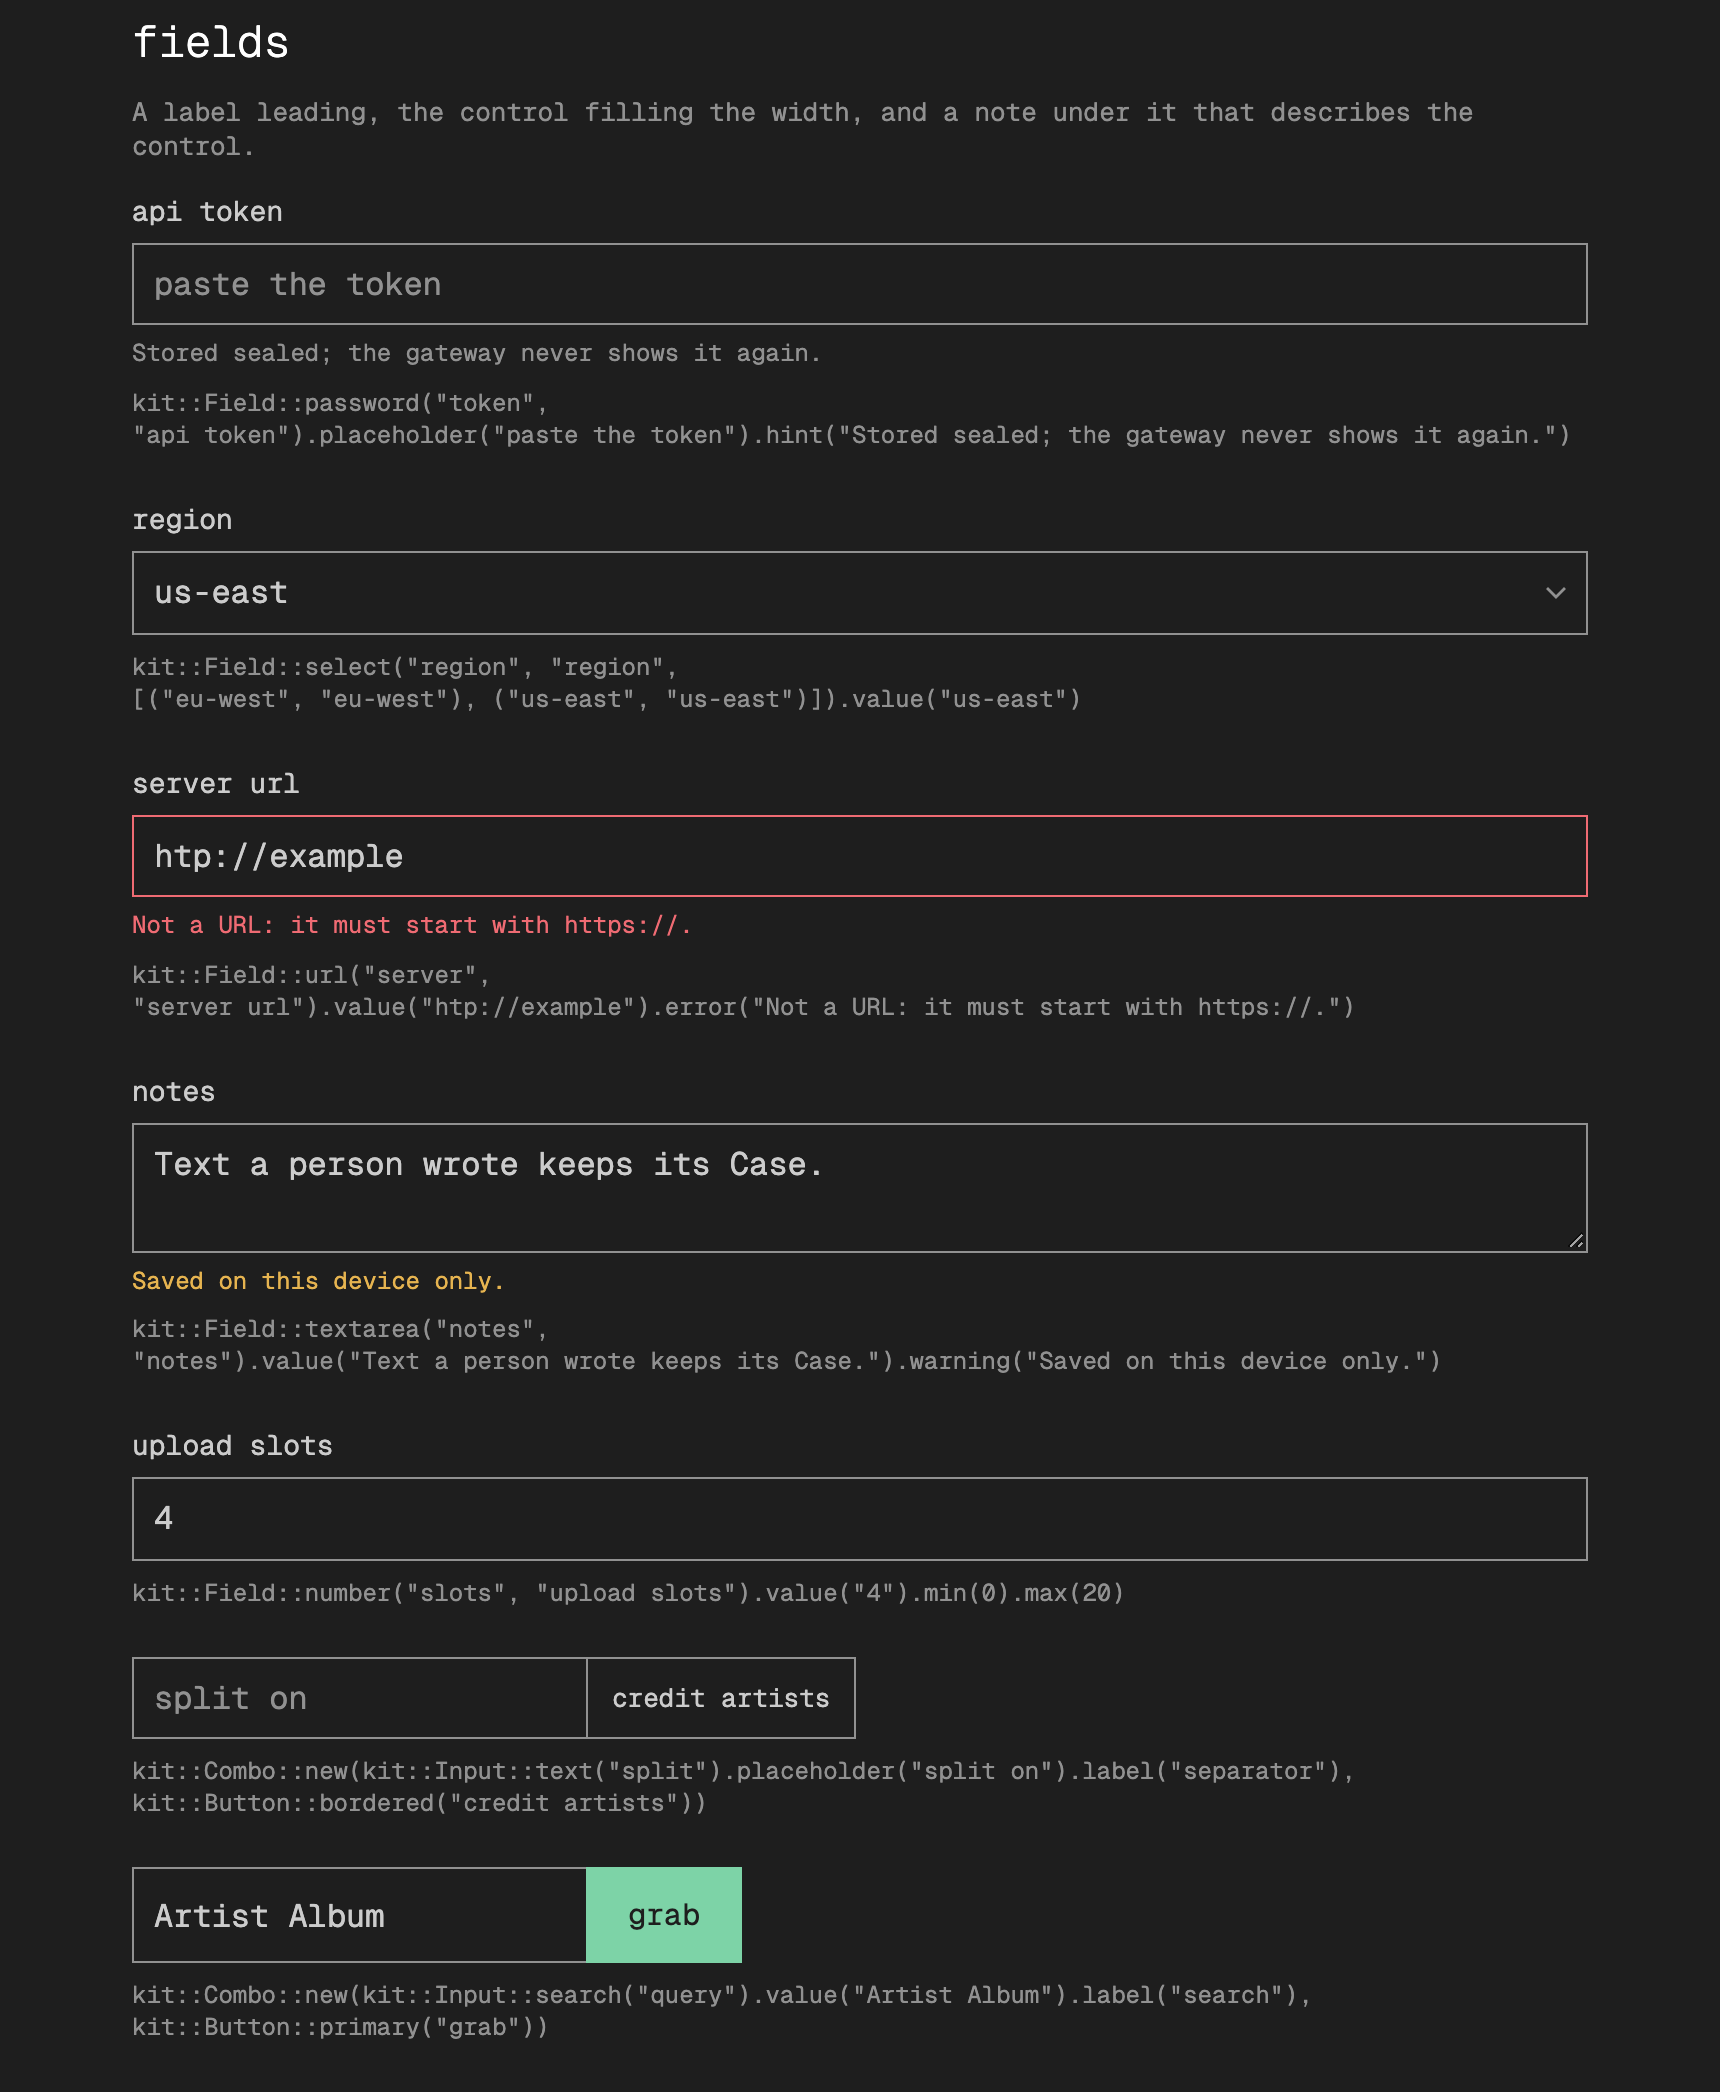 fields
A label leading, the control filling the width, and a note under it that describes the
control.
api token
paste the token
Stored sealed; the gateway never shows it again.
kit::Field::password("token",
"api token").placeholder("paste the token").hint("Stored sealed; the gateway never shows it again.")
region
us-east
kit::Field::select("region", "region",
[("eu-west", "eu-west"), ("us-east", "us-east")]).value("us-east")
server url
htp://example
Not a URL: it must start with https://.
kit::Field::url("server",
"server url").value("htp://example").error("Not a URL: it must start with https://.")
notes
Text a person wrote keeps its Case.
Saved on this device only.
kit::Field::textarea("notes",
"notes").value("Text a person wrote keeps its Case.").warning("Saved on this device only.")
upload slots
4
kit::Field::number("slots", "upload slots").value("4").min(0).max(20)
split on credit artists
kit::Combo::new(kit::Input::text("split").placeholder("split on").label("separator"),
kit::Button::bordered("credit artists"))
Artist Album grab
kit::Combo::new(kit::Input::search("query").value("Artist Album").label("search"),
kit::Button::primary("grab"))